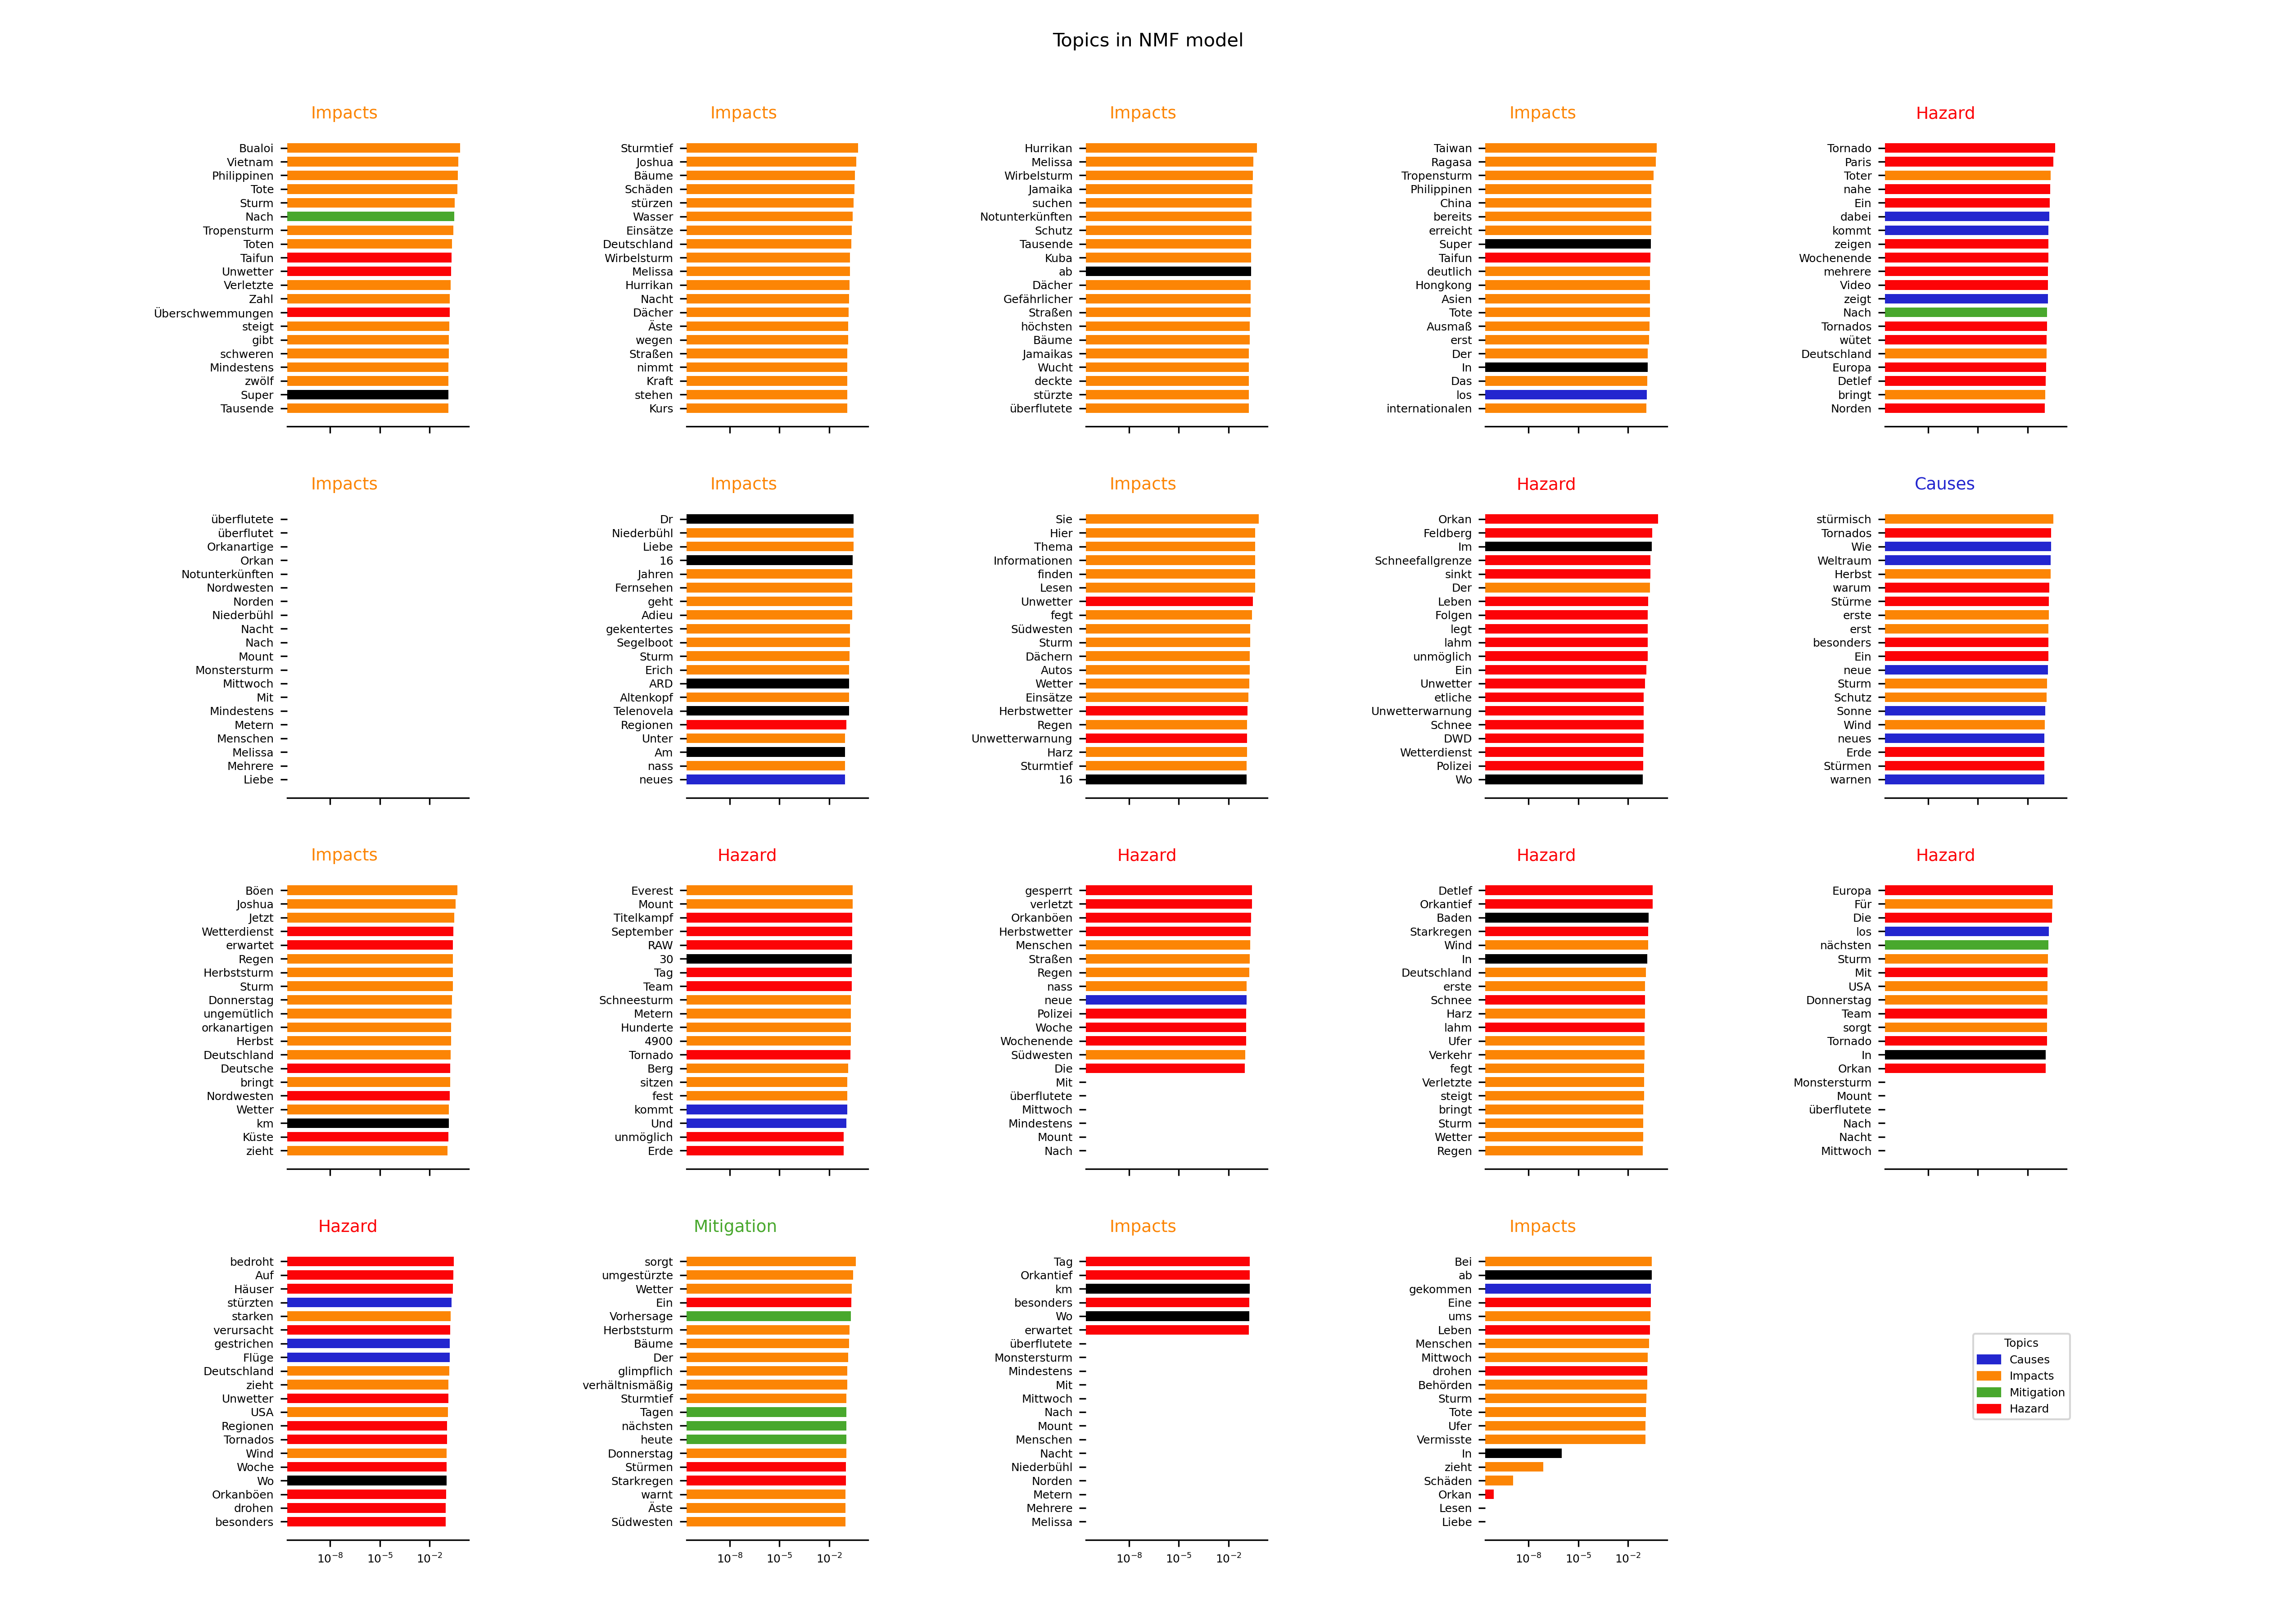 Topics in NMF model
Impacts
Bualoi
Vietnam
Philippinen
Tote
Sturm
Nach
Tropensturm
Toten
Taifun
Unwetter
Verletzte
Zahl
Überschwemmungen
steigt
gibt
schweren
Mindestens
zwölf
Super
Tausende
Impacts
Sturmtief
Joshua
Bäume
Schäden
stürzen
Wasser
Einsätze
Deutschland
Wirbelsturm
Melissa
Hurrikan
Nacht
Dächer
Äste
wegen
Straßen
nimmt
Kraft
stehen
Kurs
Impacts
Hurrikan
Melissa
Wirbelsturm
Jamaika
suchen
Notunterkünften
Schutz
Tausende
Kuba
ab
Dächer
Gefährlicher
Straßen
höchsten
Bäume
Jamaikas
Wucht
deckte
stürzte
überflutete
Impacts
Taiwan
Ragasa
Tropensturm
Philippinen
China
bereits
erreicht
Super
Taifun
deutlich
Hongkong
Asien
Tote
Ausmaß
erst
Der
In
Das
los
internationalen
Hazard
Tornado
Paris
Toter
nahe
Ein
dabei
kommt
zeigen
Wochenende
mehrere
Video
zeigt
Nach
Tornados
wütet
Deutschland
Europa
Detlef
bringt
Norden
Impacts
überflutete
überflutet
Orkanartige
Orkan
Notunterkünften
Nordwesten
Norden
Niederbühl
Nacht
Nach
Mount
Monstersturm
Mittwoch
Mit
Mindestens
Metern
Menschen
Melissa
Mehrere
Liebe
Impacts
Dr
Niederbühl
Liebe
16
Jahren
Fernsehen
geht
Adieu
gekentertes
Segelboot
Sturm
Erich
ARD
Altenkopf
Telenovela
Regionen
Unter
Am
nass
neues
Impacts
Sie
Hier
Thema
Informationen
finden
Lesen
Unwetter
fegt
Südwesten
Sturm
Dächern
Autos
Wetter
Einsätze
Herbstwetter
Regen
Unwetterwarnung
Harz
Sturmtief
16
Hazard
Orkan
Feldberg
Im
Schneefallgrenze
sinkt
Der
Leben
Folgen
legt
lahm
unmöglich
Ein
Unwetter
etliche
Unwetterwarnung
Schnee
DWD
Wetterdienst
Polizei
Wo
Causes
stürmisch
Tornados
Wie
Weltraum
Herbst
warum
Stürme
erste
erst
besonders
Ein
neue
Sturm
Schutz
Sonne
Wind
neues
Erde
Stürmen
warnen
Impacts
Böen
Joshua
Jetzt
Wetterdienst
erwartet
Regen
Herbststurm
Sturm
Donnerstag
ungemütlich
orkanartigen
Herbst
Deutschland
Deutsche
bringt
Nordwesten
Wetter
km
Küste
zieht
Hazard
Everest
Mount
Titelkampf
September
RAW
30
Tag
Team
Schneesturm
Metern
Hunderte
4900
Tornado
Berg
sitzen
fest
kommt
Und
unmöglich
Erde
Hazard
gesperrt
verletzt
Orkanböen
Herbstwetter
Menschen
Straßen
Regen
nass
neue
Polizei
Woche
Wochenende
Südwesten
Die
Mit
überflutete
Mittwoch
Mindestens
Mount
Nach
Hazard
Detlef
Orkantief
Baden
Starkregen
Wind
In
Deutschland
erste
Schnee
Harz
lahm
Ufer
Verkehr
fegt
Verletzte
steigt
bringt
Sturm
Wetter
Regen
Hazard
Europa
Für
Die
los
nächsten
Sturm
Mit
USA
Donnerstag
Team
sorgt
Tornado
In
Orkan
Monstersturm
Mount
überflutete
Nach
Nacht
Mittwoch
Hazard
bedroht
Auf
Häuser
stürzten
starken
verursacht
gestrichen
Flüge
Deutschland
zieht
Unwetter
USA
Regionen
Tornados
Wind
Woche
Wo
Orkanböen
drohen
besonders
10⁻⁸ 10⁻⁵ 10⁻²
Mitigation
sorgt
umgestürzte
Wetter
Ein
Vorhersage
Herbststurm
Bäume
Der
glimpflich
verhältnismäßig
Sturmtief
Tagen
nächsten
heute
Donnerstag
Stürmen
Starkregen
warnt
Äste
Südwesten
10⁻⁸ 10⁻⁵ 10⁻²
Impacts
Tag
Orkantief
km
besonders
Wo
erwartet
überflutete
Monstersturm
Mindestens
Mit
Mittwoch
Nach
Mount
Menschen
Nacht
Niederbühl
Norden
Metern
Mehrere
Melissa
10⁻⁸ 10⁻⁵ 10⁻²
Impacts
Bei
ab
gekommen
Eine
ums
Leben
Menschen
Mittwoch
drohen
Behörden
Sturm
Tote
Ufer
Vermisste
In
zieht
Schäden
Orkan
Lesen
Liebe
10⁻⁸ 10⁻⁵ 10⁻²
Topics
Causes
Impacts
Mitigation
Hazard